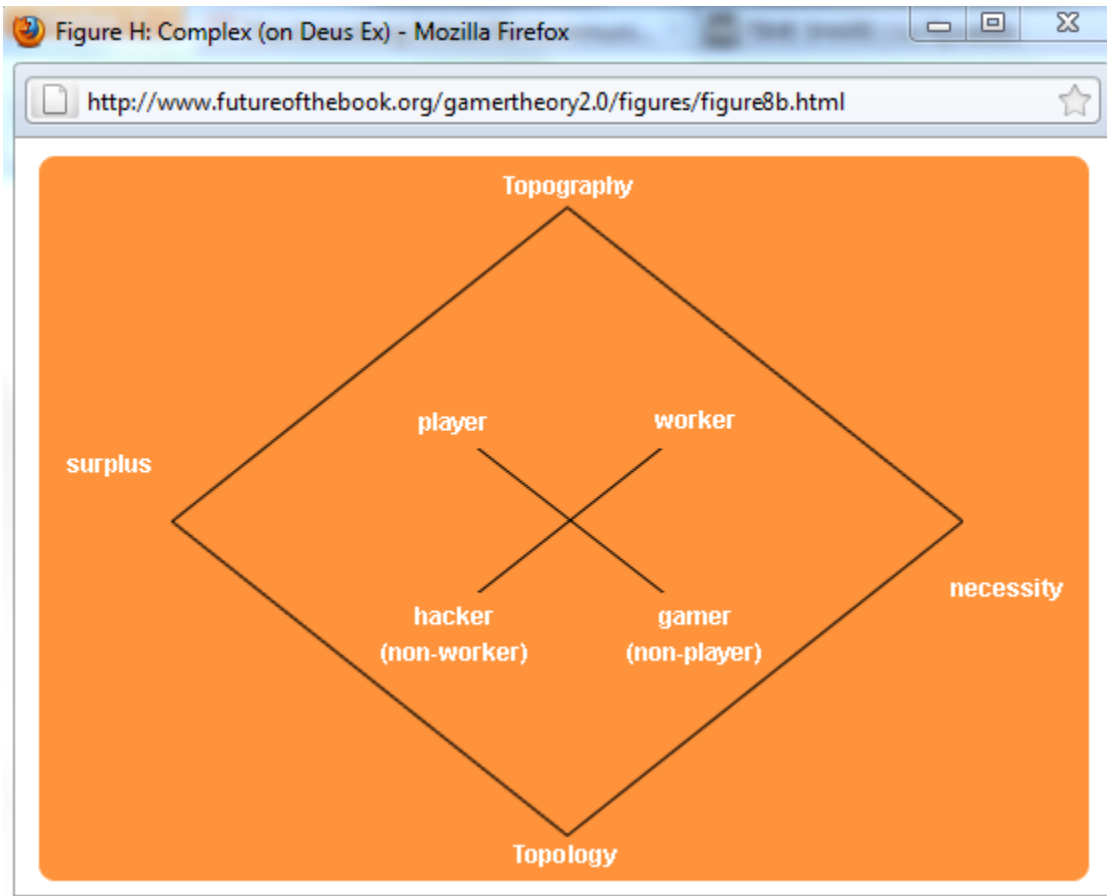 Figure H: Complex (on Deus Ex) - Mozilla Firefox
http://www.futureofthebook.org/gamertheory2.0/figures/figure8b.html
Topography
player
worker
surplus
necessity
hacker
(non-worker)
gamer
(non-player)
Topology